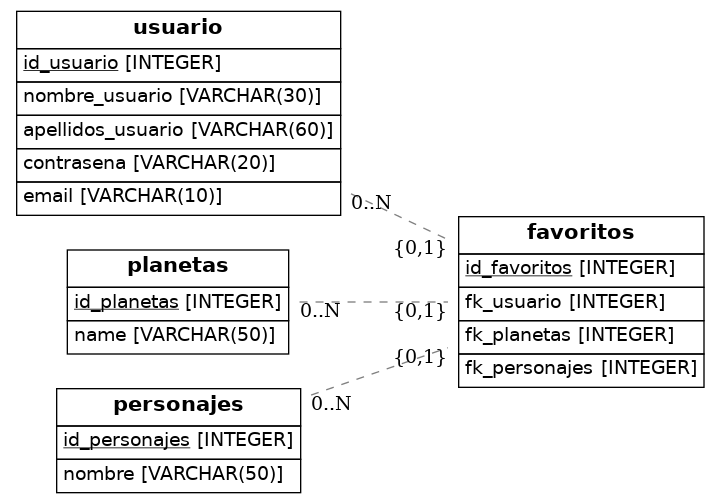 usuario
id_usuario [INTEGER]
nombre_usuario [VARCHAR(30)]
apellidos_usuario [VARCHAR(60)]
contrasena [VARCHAR(20)]
email [VARCHAR(10)]
0..N
{0,1}
favoritos
id_favoritos [INTEGER]
fk_usuario [INTEGER]
fk_planetas [INTEGER]
fk_personajes [INTEGER]
planetas
id_planetas [INTEGER]
name [VARCHAR(50)]
0..N
{0,1}
{0,1}
0..N
personajes
id_personajes [INTEGER]
nombre [VARCHAR(50)]